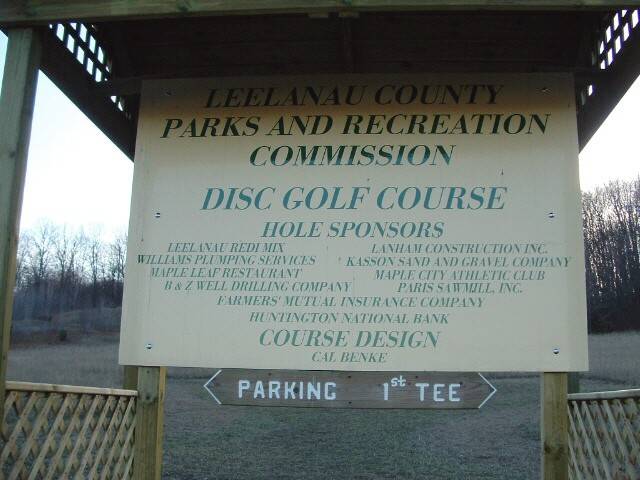 LEELANAU COUNTY
PARKS AND RECREATION
COMMISSION
DISC GOLF COURSE
HOLE SPONSORS
LEELANAU REDI MIX LANHAM CONSTRUCTION INC.
WILLIAMS PLUMPING SERVICES KASSON SAND AND GRAVEL COMPANY
MAPLE LEAF RESTAURANT MAPLE CITY ATHLETIC CLUB
B & Z WELL DRILLING COMPANY PARIS SAWMILL, INC.
FARMERS' MUTUAL INSURANCE COMPANY
HUNTINGTON NATIONAL BANK
COURSE DESIGN
CAL BENKE
PARKING 1st TEE